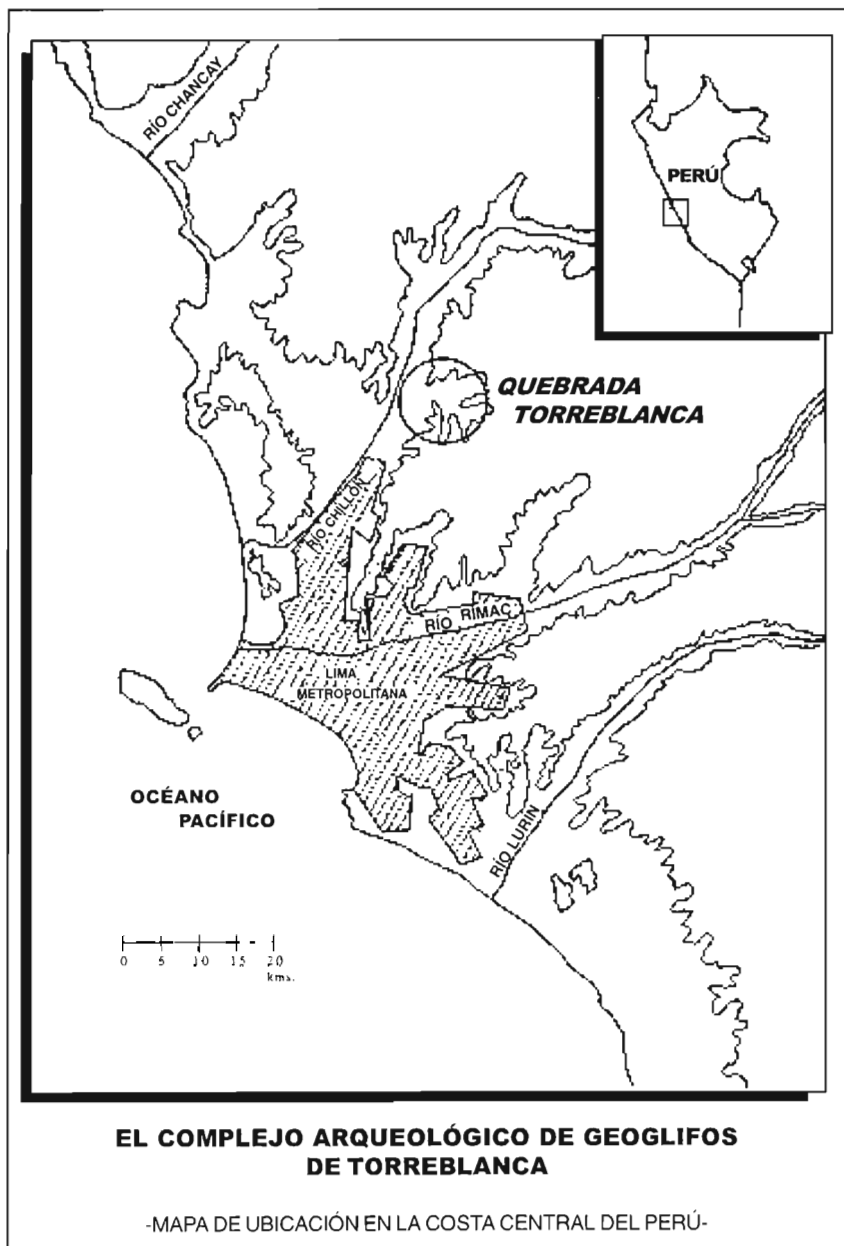 RÍO CHANCAY
PERÚ
QUEBRADA
TORREBLANCA
RÍO CHILLÓN
RÍO RIMAC
LIMA
METROPOLITANA
OCÉANO
PACÍFICO
RÍO LURIN
0 5 10 15 20
kms.
EL COMPLEJO ARQUEOLÓGICO DE GEOGLIFOS
DE TORREBLANCA
-MAPA DE UBICACIÓN EN LA COSTA CENTRAL DEL PERÚ-